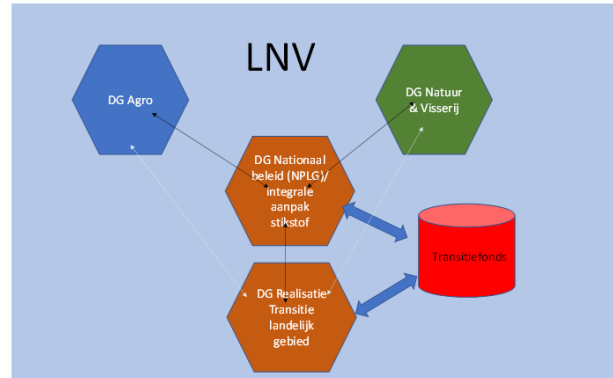 LNV
DG Agro
DG Natuur
& Visserij
DG Nationaal
beleid (NPLG)/
integrale
aanpak
stikstof
Transitiefonds
DG Realisatie
Transitie
landelijk
gebied